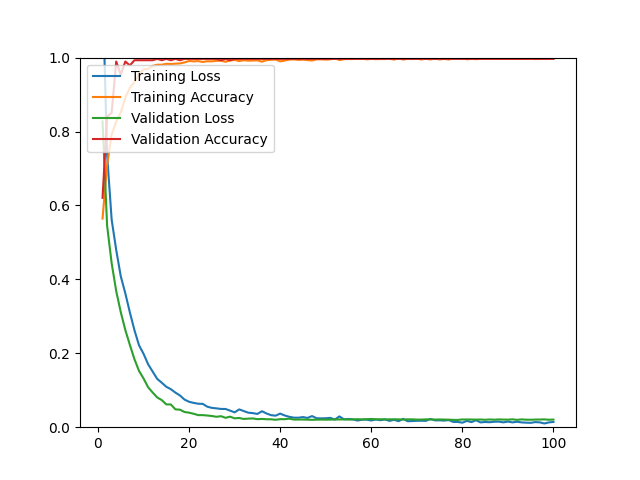 1.0
0.8
0.6
0.4
0.2
0.0
Training Loss
Training Accuracy
Validation Loss
Validation Accuracy
0 20 40 60 80 100